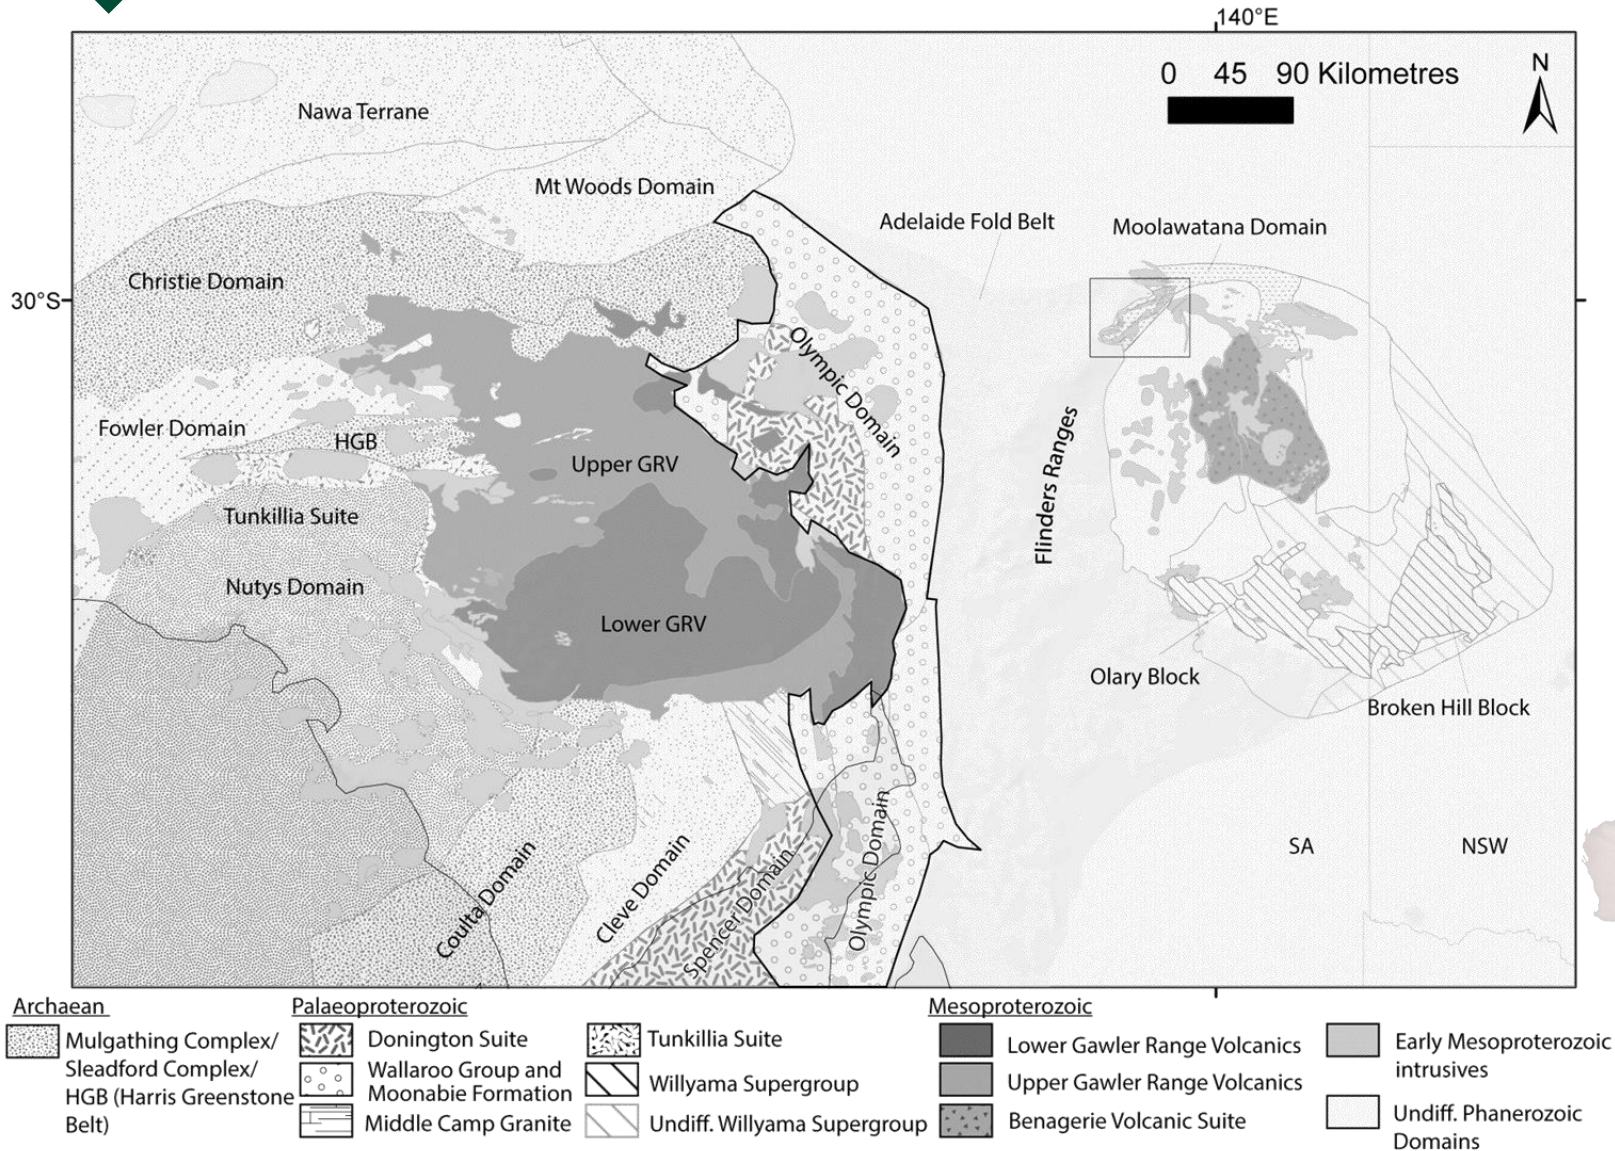 140°E
0 45 90 Kilometres
N
Nawa Terrane
Mt Woods Domain
Adelaide Fold Belt
Moolawatana Domain
Christie Domain
30°S
Olympic Domain
Fowler Domain
HGB
Upper GRV
Flinders Ranges
Tunkillia Suite
Nutys Domain
Lower GRV
Olary Block
Broken Hill Block
Coulta Domain
Cleve Domain
Spencer Domain
Olympic Domain
SA
NSW
Archaean
Mulgathing Complex/
Sleadford Complex/
HGB (Harris Greenstone
Belt)
Palaeoproterozoic
Donington Suite
Wallaroo Group and
Moonabie Formation
Middle Camp Granite
Tunkillia Suite
Willyama Supergroup
Undiff. Willyama Supergroup
Mesoproterozoic
Lower Gawler Range Volcanics
Upper Gawler Range Volcanics
Benagerie Volcanic Suite
Early Mesoproterozoic
intrusives
Undiff. Phanerozoic
Domains